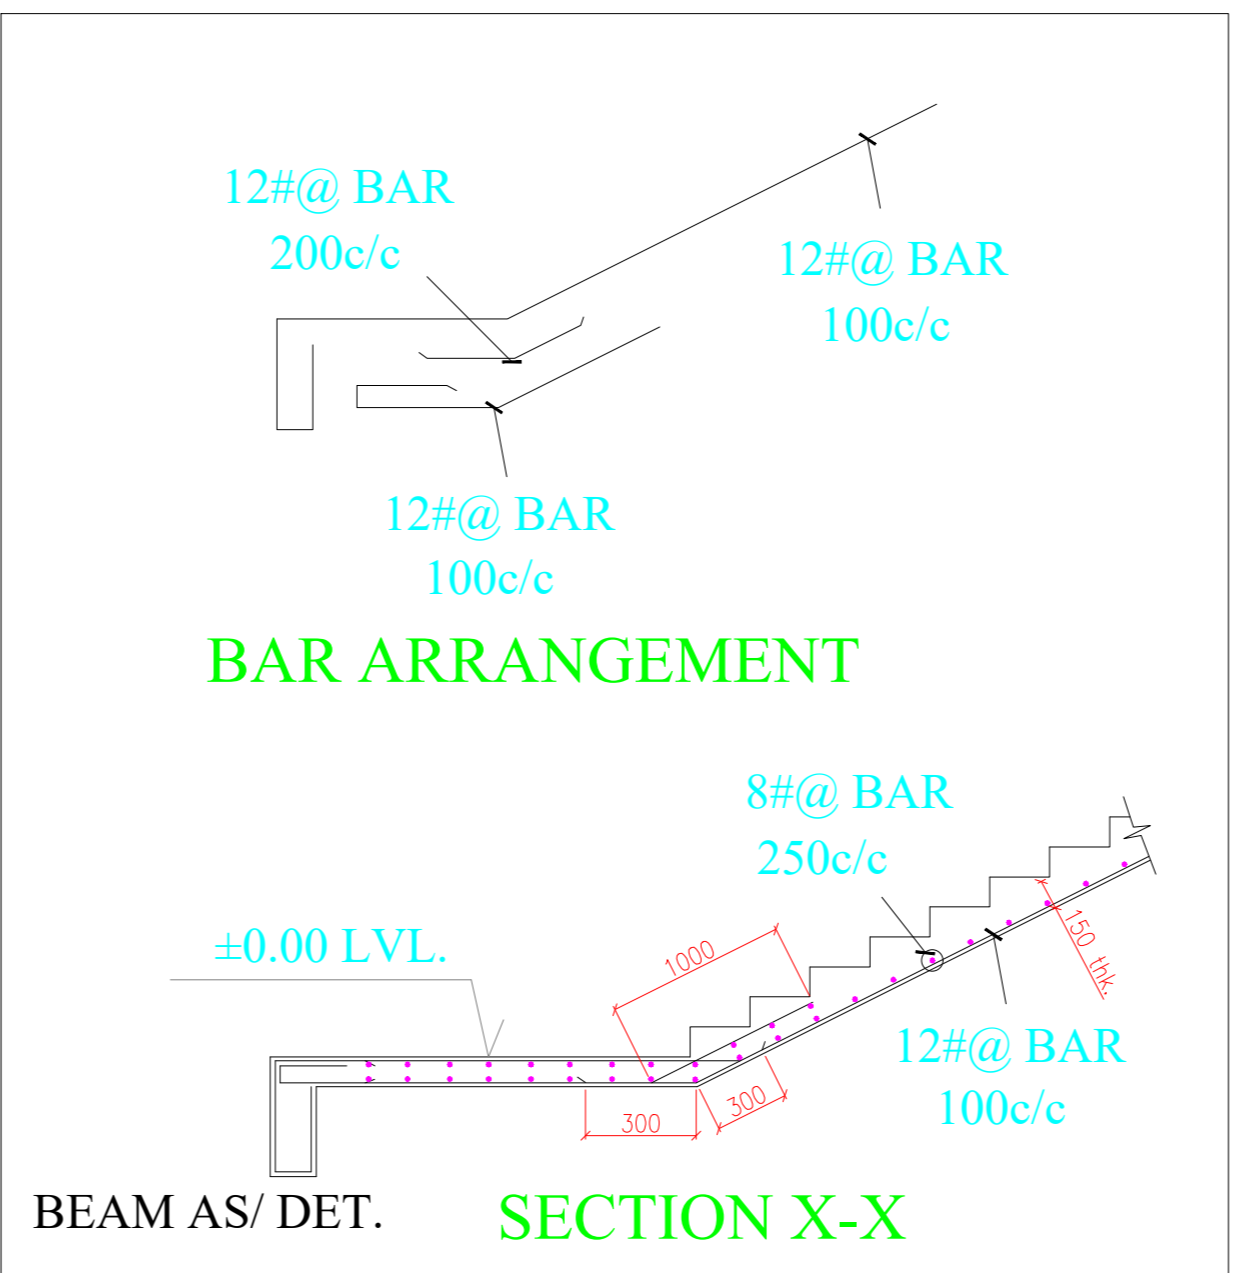 12#@ BAR
200c/c
12#@ BAR
100c/c
12#@ BAR
100c/c
BAR ARRANGEMENT
8#@ BAR
250c/c
±0.00 LVL.
1000
150 thk.
12#@ BAR
100c/c
300
300
BEAM AS/ DET.
SECTION X-X